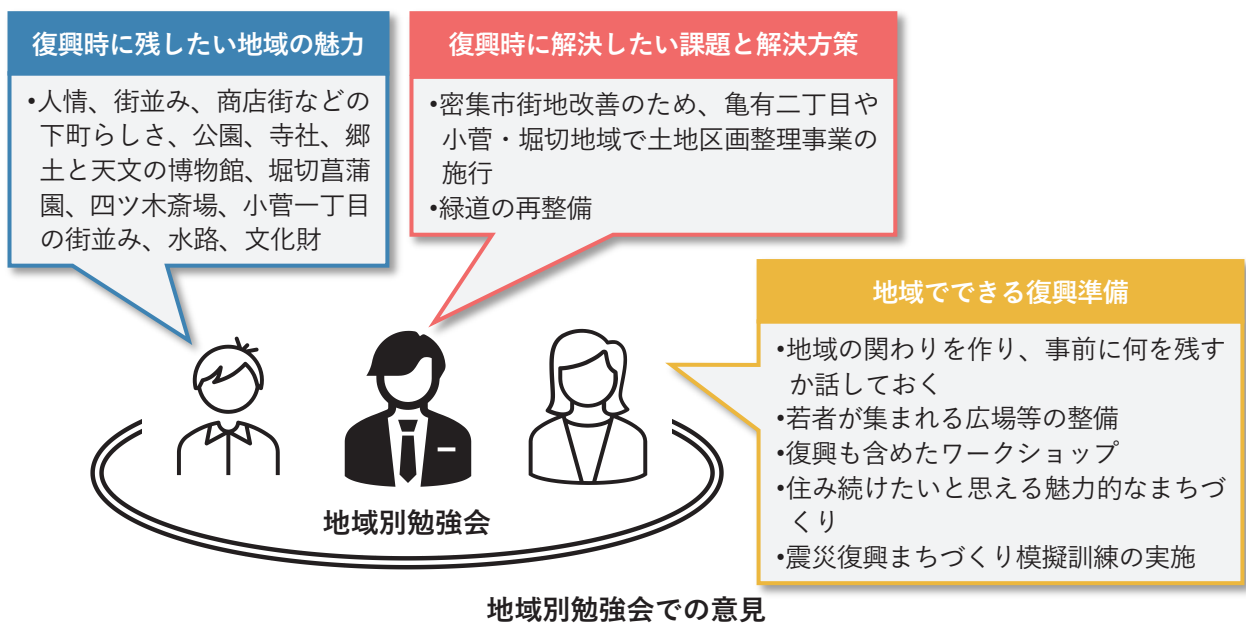 復興時に残したい地域の魅力
•人情、街並み、商店街などの
下町らしさ、公園、寺社、郷
土と天文の博物館、堀切菖蒲
園、四ツ木斎場、小菅一丁目
の街並み、水路、文化財
復興時に解決したい課題と解決方策
•密集市街地改善のため、亀有二丁目や
小菅・堀切地域で土地区画整理事業の
施行
•緑道の再整備
地域でできる復興準備
•地域の関わりを作り、事前に何を残す
か話しておく
•若者が集まれる広場等の整備
•復興も含めたワークショップ
•住み続けたいと思える魅力的なまちづ
くり
•震災復興まちづくり模擬訓練の実施
地域別勉強会
地域別勉強会での意見